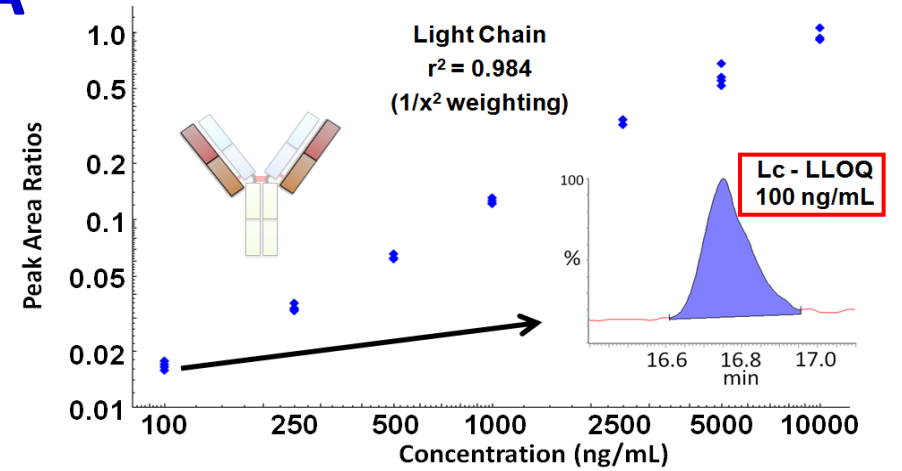 A
Light Chain
r² = 0.984
(1/x² weighting)
Peak Area Ratios
1.0
0.5
0.2
0.1
0.05
0.02
0.01
100
250
500
1000
2500
5000
10000
Concentration (ng/mL)
Lc - LLOQ
100 ng/mL
100
%
16.6
16.8
17.0
min